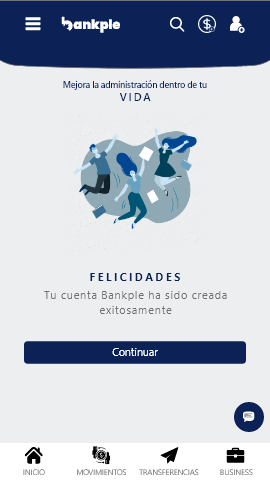 bankple
Mejora la administración dentro de tu
VIDA
FELICIDADES
Tu cuenta Bankple ha sido creada
exitosamente
Continuar
INICIO
MOVIMIENTOS
TRANSFERENCIAS
BUSINESS